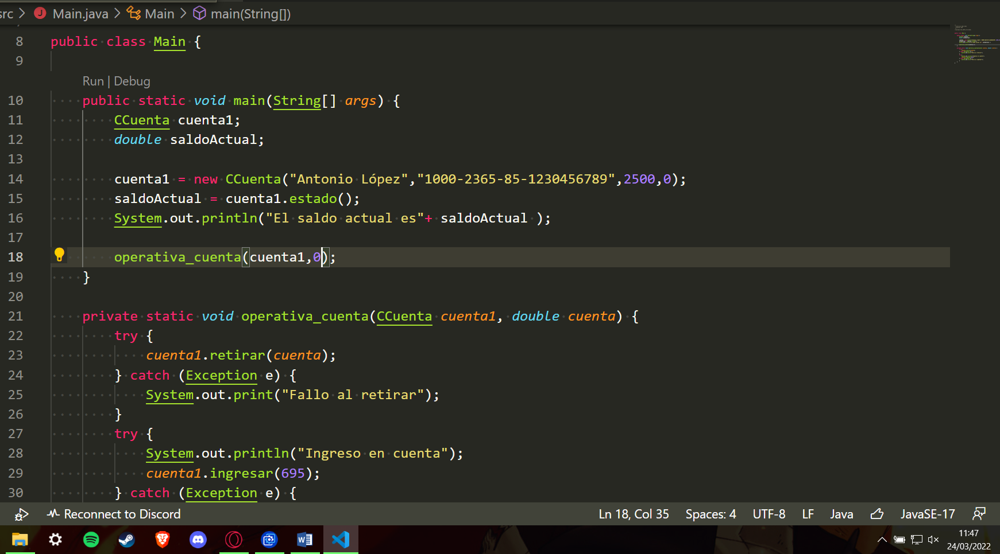 src > Main.java > Main > main(String[])
8 public class Main {
9
Run | Debug
10 public static void main(String[] args) {
11 CCuenta cuenta1;
12 double saldoActual;
13
14 cuenta1 = new CCuenta("Antonio López","1000-2365-85-1230456789",2500,0);
15 saldoActual = cuenta1.estado();
16 System.out.println("El saldo actual es"+ saldoActual );
17
18 operativa_cuenta(cuenta1,0);
19 }
20
21 private static void operativa_cuenta(CCuenta cuenta1, double cuenta) {
22 try {
23 cuenta1.retirar(cuenta);
24 } catch (Exception e) {
25 System.out.print("Fallo al retirar");
26 }
27 try {
28 System.out.println("Ingreso en cuenta");
29 cuenta1.ingresar(695);
30 } catch (Exception e) {
Reconnect to Discord Ln 18, Col 35 Spaces: 4 UTF-8 LF Java JavaSE-17
11:47
24/03/2022